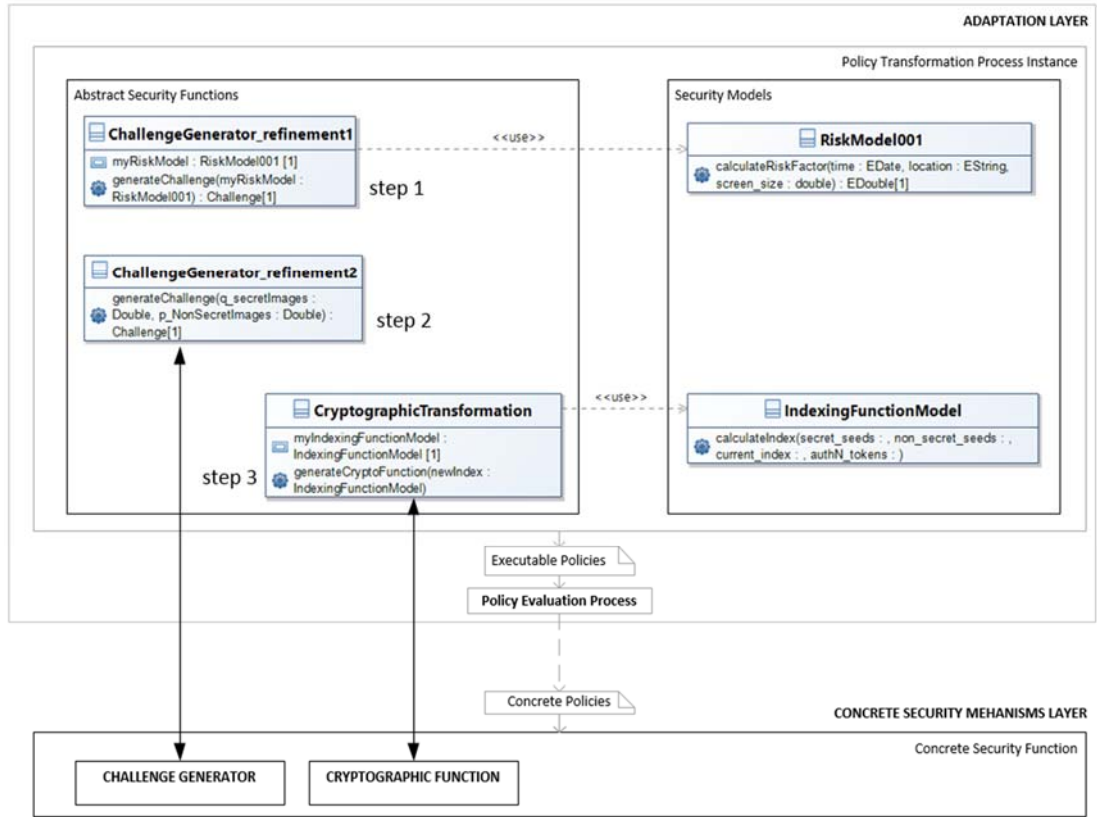 ADAPTATION LAYER
Policy Transformation Process Instance
Abstract Security Functions
Security Models
ChallengeGenerator_refinement1
myRiskModel : RiskModel001 [1]
generateChallenge(myRiskModel :
RiskModel001) : Challenge[1]
step 1
<<use>>
RiskModel001
calculateRiskFactor(time : EDate, location : EString,
screen_size : double) : EDouble[1]
ChallengeGenerator_refinement2
generateChallenge(q_secretImages :
Double, p_NonSecretImages : Double) :
Challenge[1]
step 2
CryptographicTransformation
myIndexingFunctionModel :
IndexingFunctionModel [1]
generateCryptoFunction(newIndex :
IndexingFunctionModel)
step 3
<<use>>
IndexingFunctionModel
calculateIndex(secret_seeds : , non_secret_seeds : ,
current_index : , authN_tokens : )
Executable Policies
Policy Evaluation Process
Concrete Policies
CONCRETE SECURITY MEHANISMS LAYER
Concrete Security Function
CHALLENGE GENERATOR
CRYPTOGRAPHIC FUNCTION